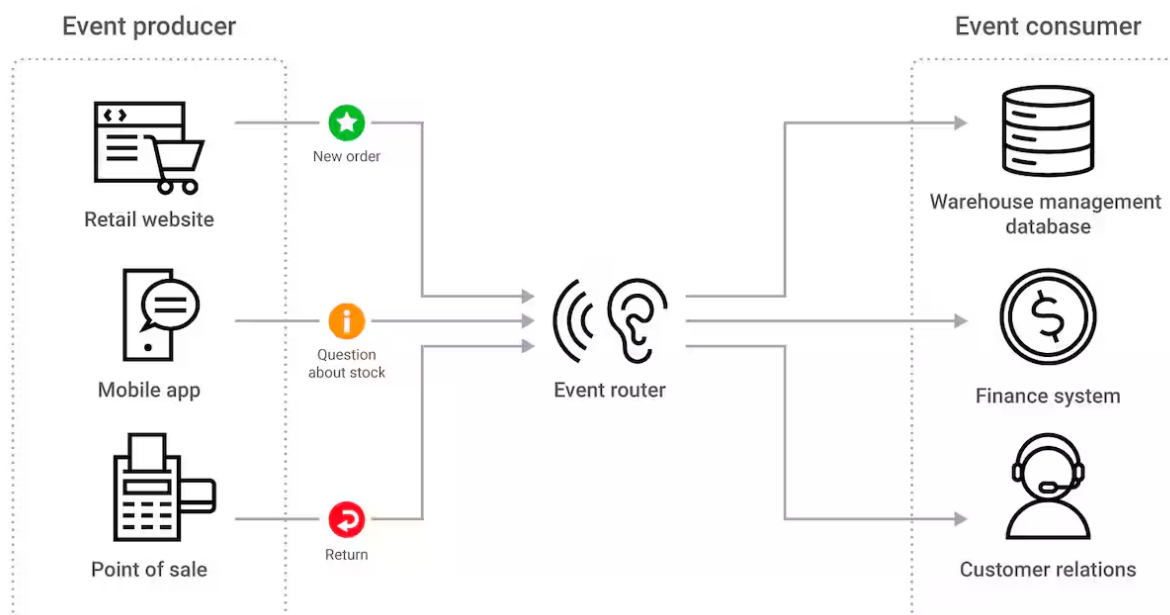 Event producer
Event consumer
Retail website
New order
Warehouse management
database
Mobile app
Question
about stock
Event router
Finance system
Point of sale
Return
Customer relations